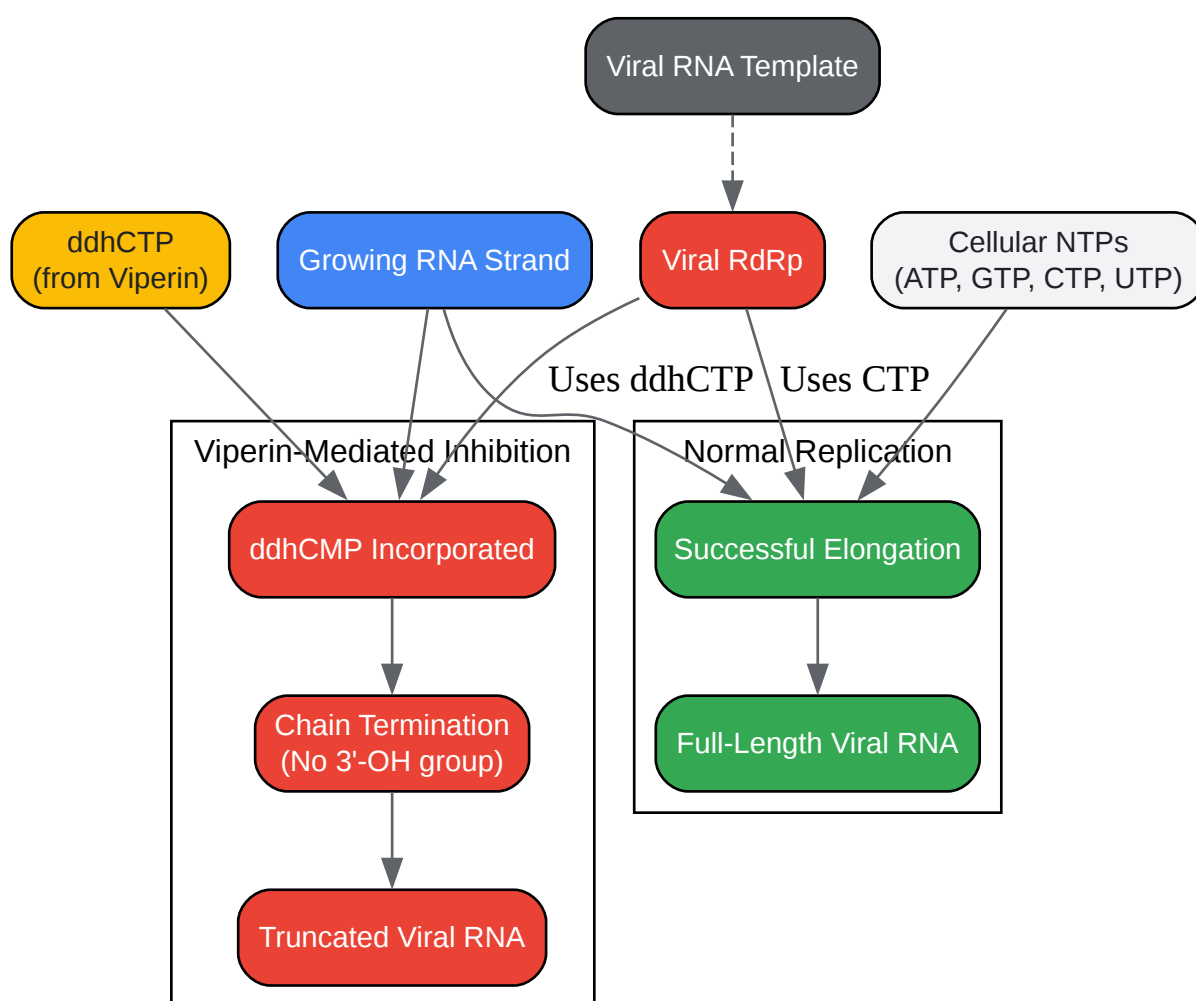 Viral RNA Template
ddhCTP
(from Viperin)
Growing RNA Strand
Viral RdRp
Cellular NTPs
(ATP, GTP, CTP, UTP)
Uses ddhCTP
Uses CTP
Viperin-Mediated Inhibition
Normal Replication
ddhCMP Incorporated
Successful Elongation
Chain Termination
(No 3'-OH group)
Full-Length Viral RNA
Truncated Viral RNA